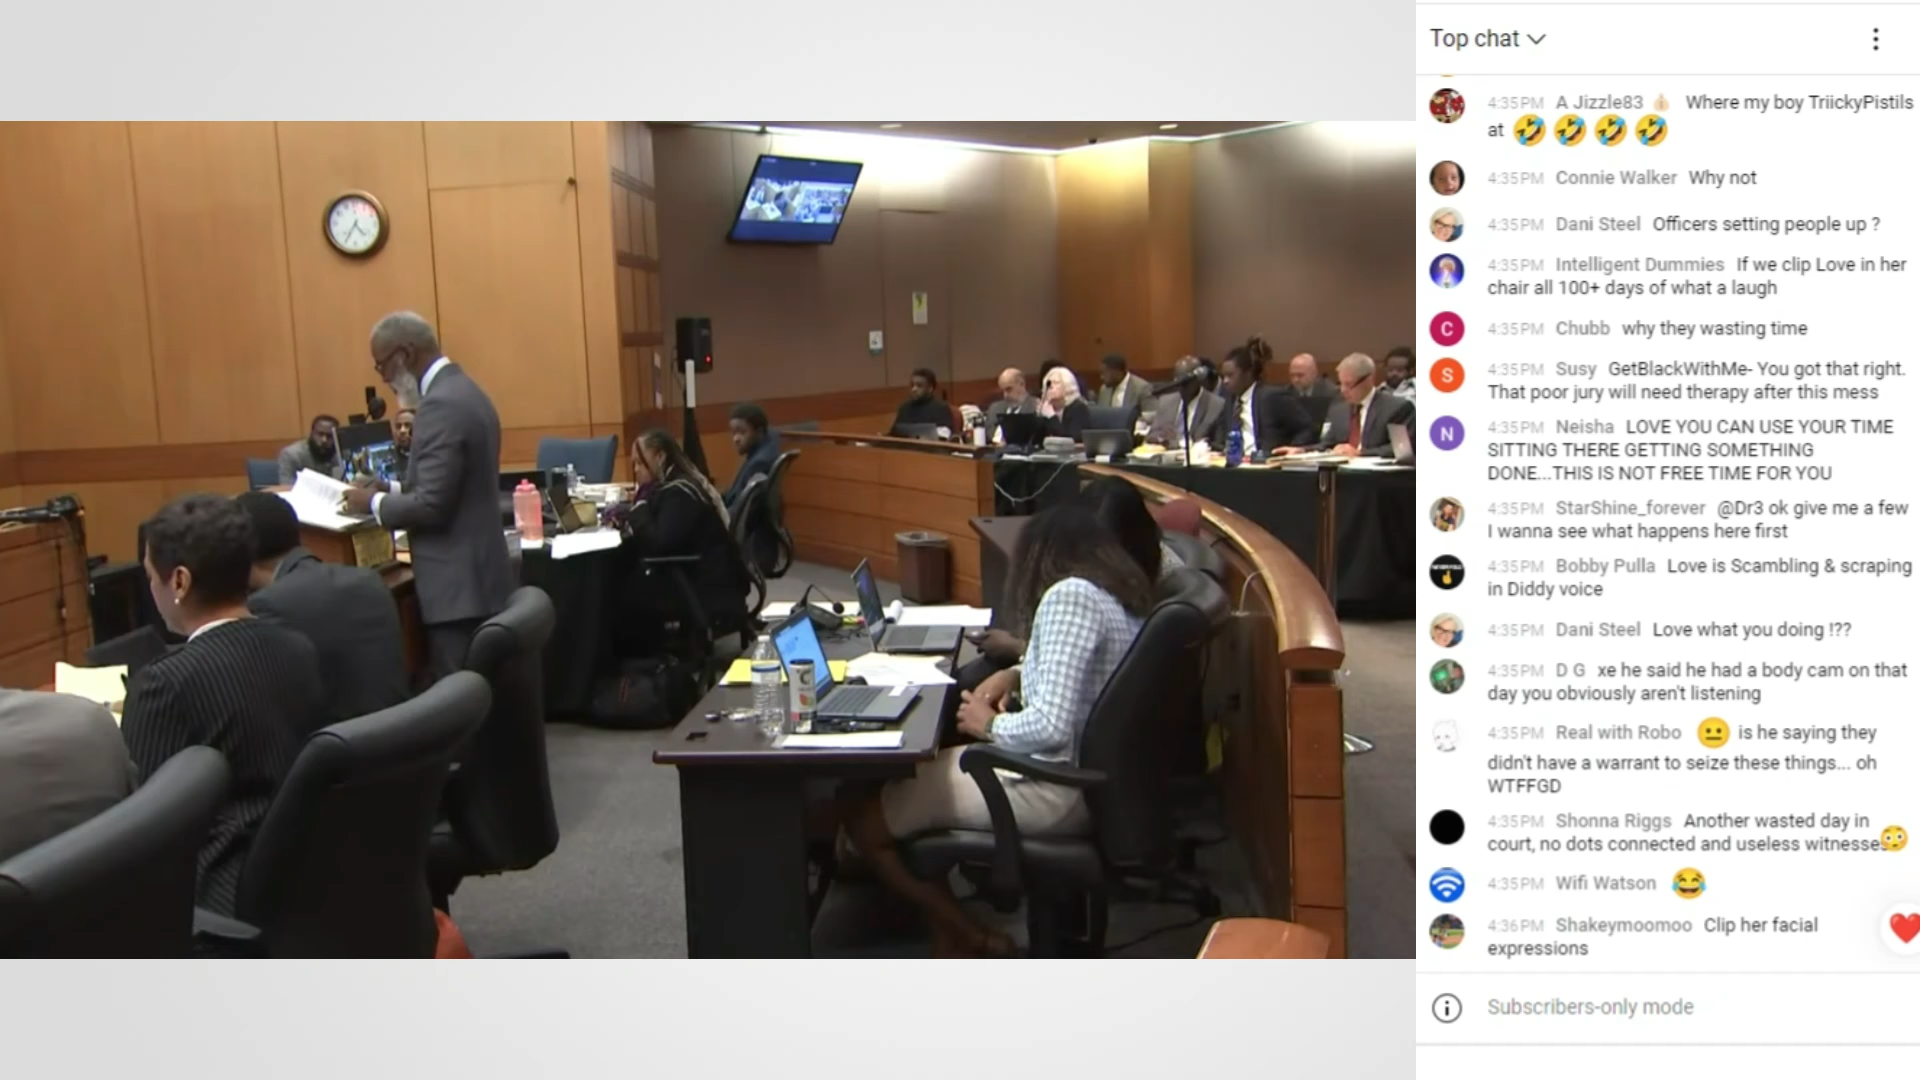 Top chat
4:35PM A Jizzle83 Where my boy TriickyPistils
at 🤣🤣🤣🤣
4:35PM Connie Walker Why not
4:35PM Dani Steel Officers setting people up ?
4:35PM Intelligent Dummies If we clip Love in her
chair all 100+ days of what a laugh
C 4:35PM Chubb why they wasting time
S 4:35PM Susy GetBlackWithMe- You got that right.
That poor jury will need therapy after this mess
N 4:35PM Neisha LOVE YOU CAN USE YOUR TIME
SITTING THERE GETTING SOMETHING
DONE...THIS IS NOT FREE TIME FOR YOU
4:35PM StarShine_forever @Dr3 ok give me a few
I wanna see what happens here first
4:35PM Bobby Pulla Love is Scambling & scraping
in Diddy voice
4:35PM Dani Steel Love what you doing !??
4:35PM D G xe he said he had a body cam on that
day you obviously aren't listening
4:35PM Real with Robo 😐 is he saying they
didn't have a warrant to seize these things... oh
WTFFGD
4:35PM Shonna Riggs Another wasted day in
court, no dots connected and useless witnesses😳
4:35PM Wifi Watson 😂
4:36PM Shakeymoomoo Clip her facial
expressions
Subscribers-only mode